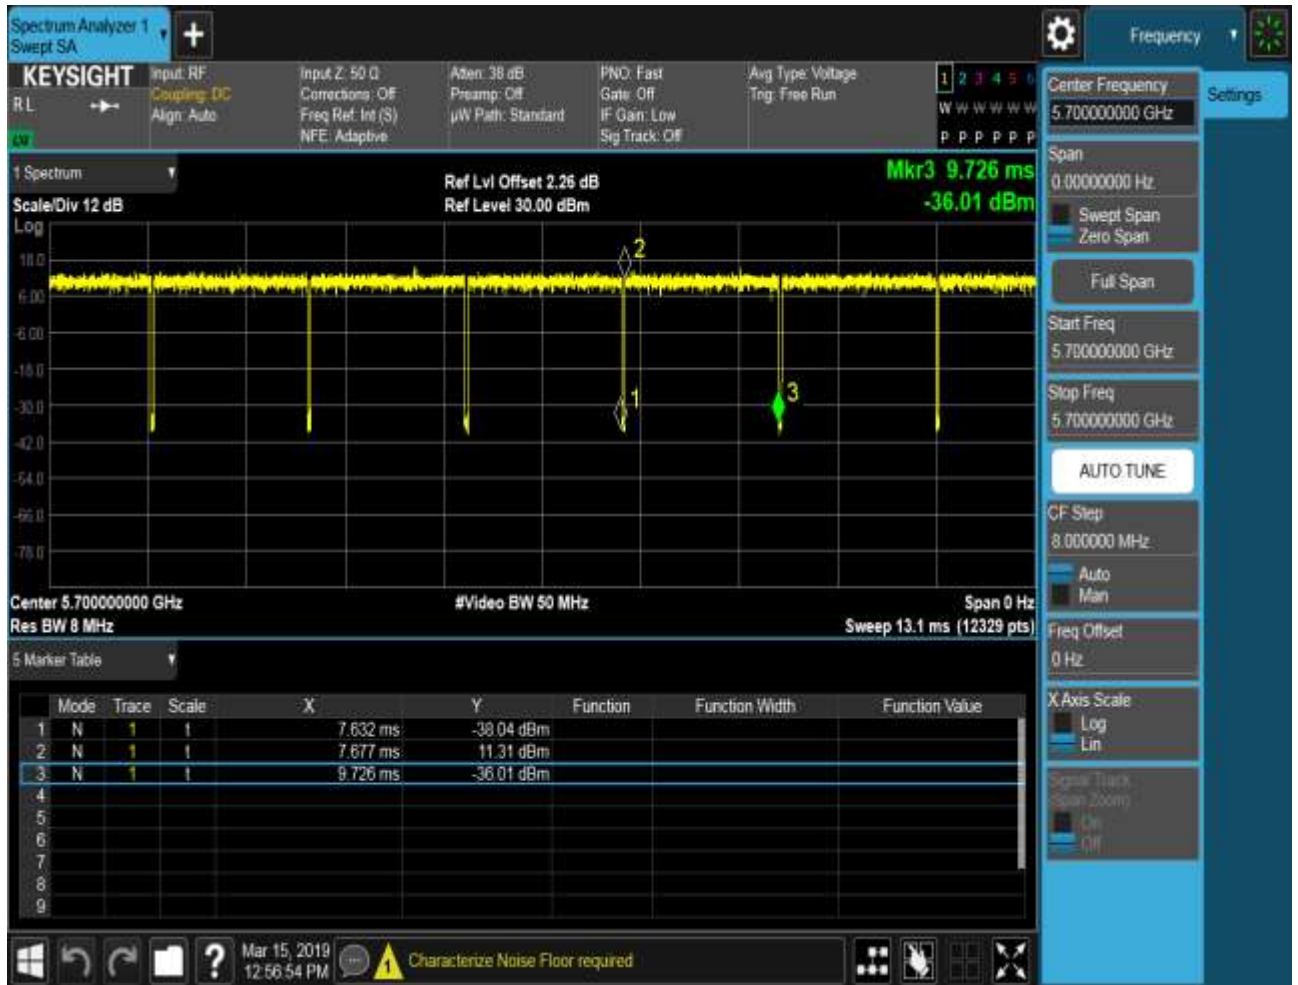 Spectrum Analyzer 1
Swept SA
+
Frequency
KEYSIGHT
RL
Input: RF
Coupling: DC
Align: Auto
Input Z: 50 Ω
Corrections: Off
Freq Ref: Int (S)
NFE: Adaptive
Atten: 38 dB
Preamp: Off
µW Path: Standard
PNO: Fast
Gate: Off
IF Gain: Low
Sig Track: Off
Avg Type: Voltage
Trig: Free Run
1 2 3 4 5 6
W W W W W W
P P P P P P
Center Frequency
5.700000000 GHz
Settings
Span
0.00000000 Hz
Swept Span
Zero Span
Full Span
Start Freq
5.700000000 GHz
Stop Freq
5.700000000 GHz
AUTO TUNE
CF Step
8.000000 MHz
Auto
Man
Freq Offset
0 Hz
X Axis Scale
Log
Lin
Signal Track
(Span Zoom)
On
Off
1 Spectrum
Scale/Div 12 dB
Ref Lvl Offset 2.26 dB
Ref Level 30.00 dBm
Mkr3 9.726 ms
-36.01 dBm
Log
18.0
6.00
-6.00
-18.0
-30.0
-42.0
-54.0
-66.0
-78.0
2
1
3
Center 5.700000000 GHz
#Video BW 50 MHz
Span 0 Hz
Res BW 8 MHz
Sweep 13.1 ms (12329 pts)
5 Marker Table
Mode Trace Scale X Y Function Function Width Function Value
1 N 1 t 7.632 ms -38.04 dBm
2 N 1 t 7.677 ms 11.31 dBm
3 N 1 t 9.726 ms -36.01 dBm
4
5
6
7
8
9
?
Mar 15, 2019
12:56:54 PM
1
Characterize Noise Floor required